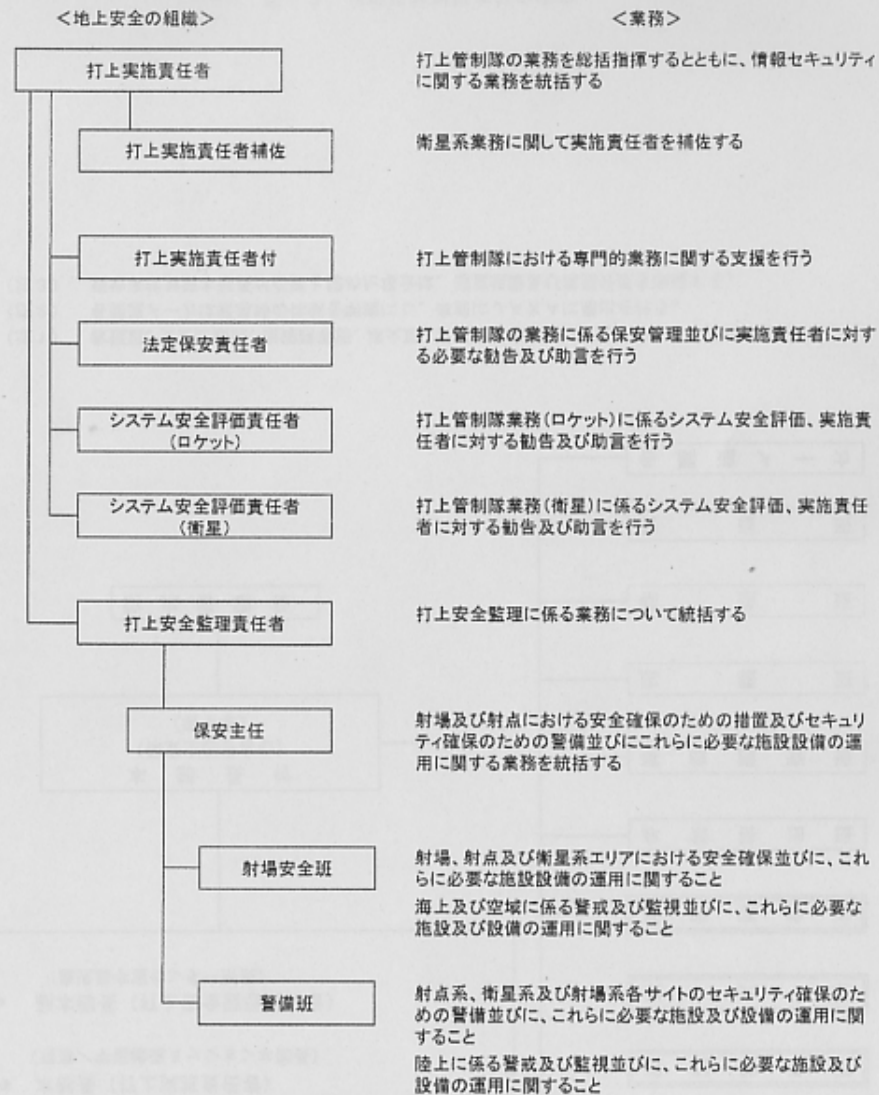 ＜地上安全の組織＞
＜業務＞
打上実施責任者
打上管制隊の業務を総括指揮するとともに、情報セキュリティ
に関する業務を統括する
打上実施責任者補佐
衛星系業務に関して実施責任者を補佐する
打上実施責任者付
打上管制隊における専門的業務に関する支援を行う
法定保安責任者
打上管制隊の業務に係る保安管理並びに実施責任者に対す
る必要な勧告及び助言を行う
システム安全評価責任者
(ロケット)
打上管制隊業務(ロケット)に係るシステム安全評価、実施責
任者に対する勧告及び助言を行う
システム安全評価責任者
(衛星)
打上管制隊業務(衛星)に係るシステム安全評価、実施責任
者に対する勧告及び助言を行う
打上安全監理責任者
打上安全監理に係る業務について統括する
保安主任
射場及び射点における安全確保のための措置及びセキュリ
ティ確保のための警備並びにこれらに必要な施設設備の運
用に関する業務を統括する
射場安全班
射場、射点及び衛星系エリアにおける安全確保並びに、これ
らに必要な施設設備の運用に関すること
海上及び空域に係る警戒及び監視並びに、これらに必要な
施設及び設備の運用に関すること
警備班
射点系、衛星系及び射場系各サイトのセキュリティ確保のた
めの警備並びに、これらに必要な施設及び設備の運用に関
すること
陸上に係る警戒及び監視並びに、これらに必要な施設及び
設備の運用に関すること